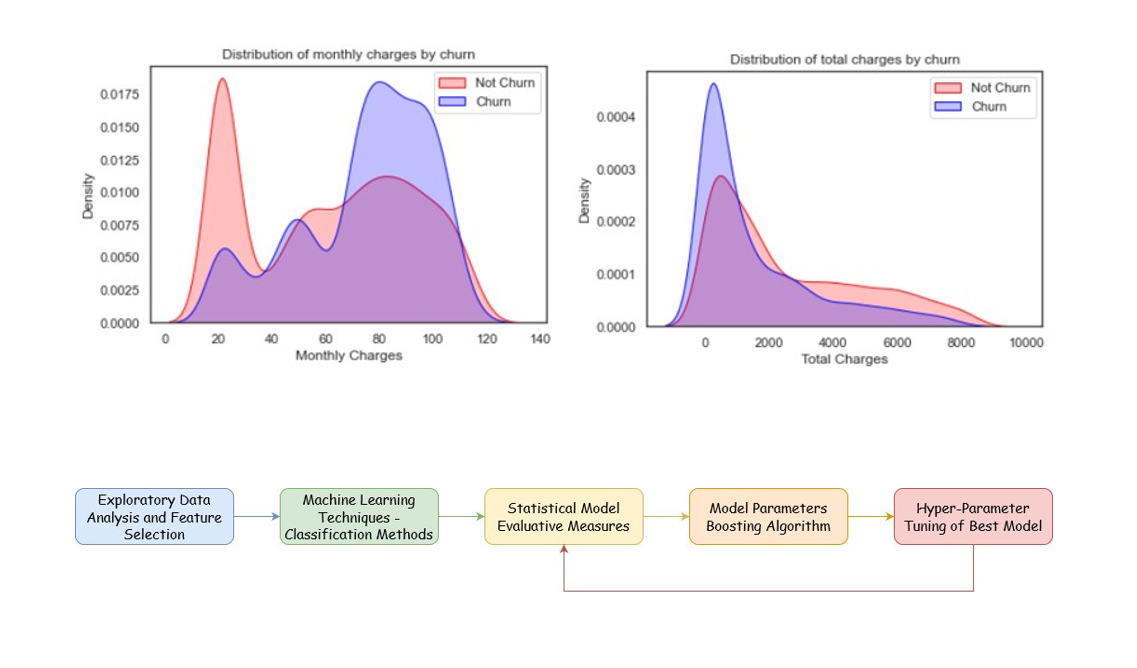 Distribution of monthly charges by churn
Not Churn
Churn
0.0175
0.0150
0.0125
0.0100
0.0075
0.0050
0.0025
0.0000
Density
0 20 40 60 80 100 120 140
Monthly Charges
Distribution of total charges by churn
Not Churn
Churn
0.0004
0.0003
0.0002
0.0001
0.0000
Density
0 2000 4000 6000 8000 10000
Total Charges
Exploratory Data
Analysis and Feature
Selection
Machine Learning
Techniques -
Classification Methods
Statistical Model
Evaluative Measures
Model Parameters
Boosting Algorithm
Hyper-Parameter
Tuning of Best Model